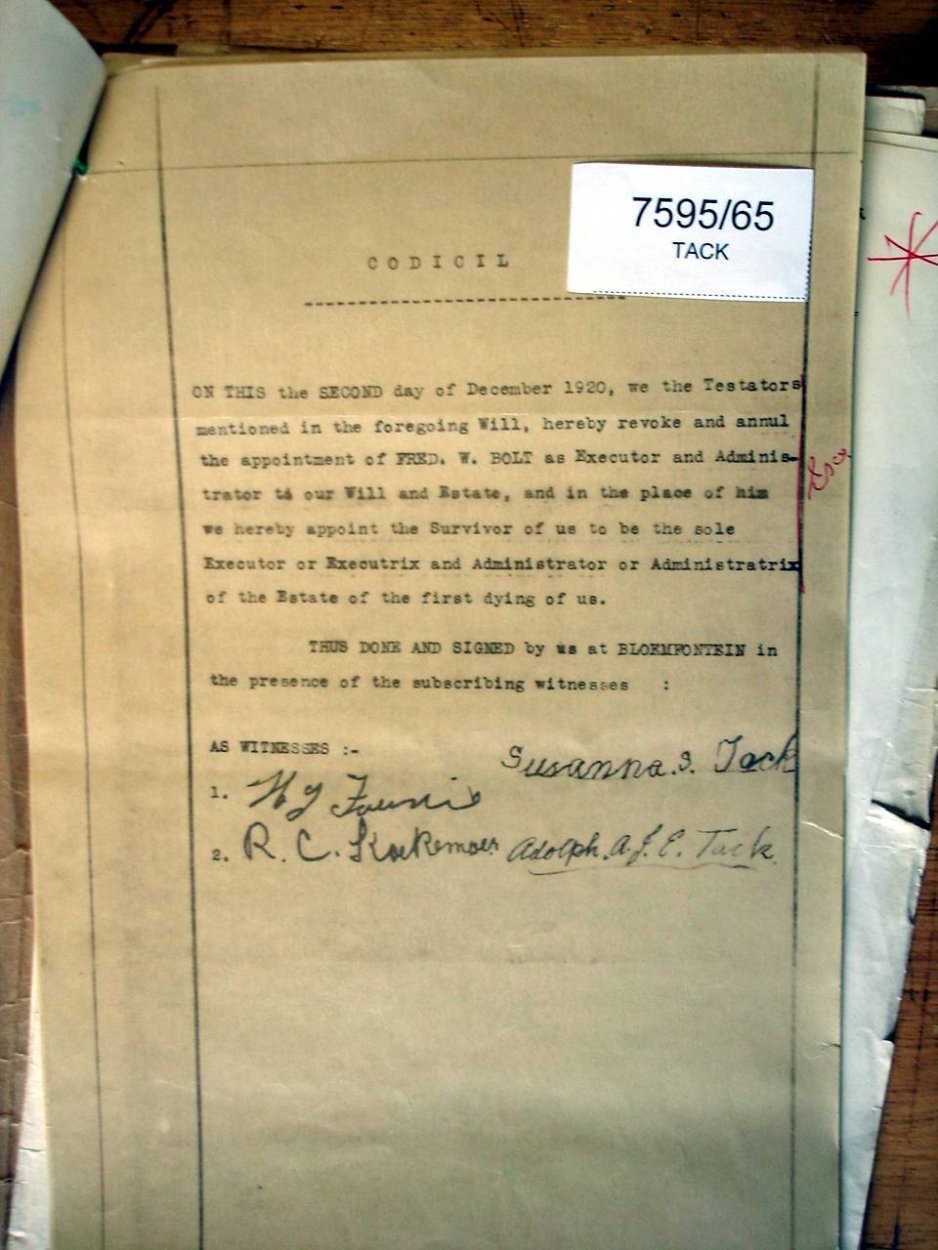 7595/65
TACK
CODICIL
ON THIS the SECOND day of December 1920, we the Testators
mentioned in the foregoing Will, hereby revoke and annul
the appointment of FRED. W. BOLT as Executor and Adminis-
trator to our Will and Estate, and in the place of him
we hereby appoint the Survivor of us to be the sole
Executor or Executrix and Administrator or Administratrix
of the Estate of the first dying of us.
THUS DONE AND SIGNED by us at BLOEMFONTEIN in
the presence of the subscribing witnesses :
AS WITNESSES :-
Susanna. S. Tack
1.
2. R. C. Koekemoer Adolph. A. J. E. Tack